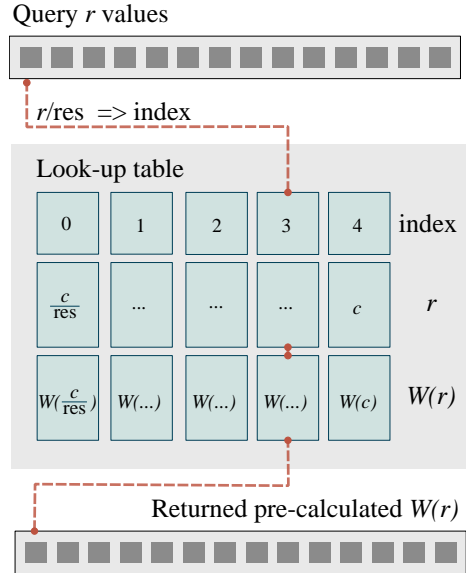 Query r values
r/res => index
Look-up table
0 1 2 3 4 index
c/res ... ... ... c r
W(c/res) W(...) W(...) W(...) W(c) W(r)
Returned pre-calculated W(r)